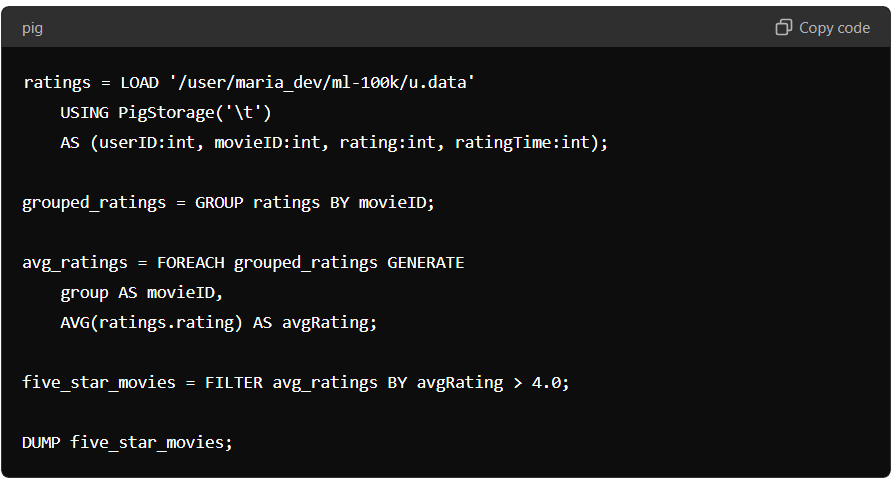 pig
Copy code
ratings = LOAD '/user/maria_dev/ml-100k/u.data'
USING PigStorage('\t')
AS (userID:int, movieID:int, rating:int, ratingTime:int);
grouped_ratings = GROUP ratings BY movieID;
avg_ratings = FOREACH grouped_ratings GENERATE
group AS movieID,
AVG(ratings.rating) AS avgRating;
five_star_movies = FILTER avg_ratings BY avgRating > 4.0;
DUMP five_star_movies;